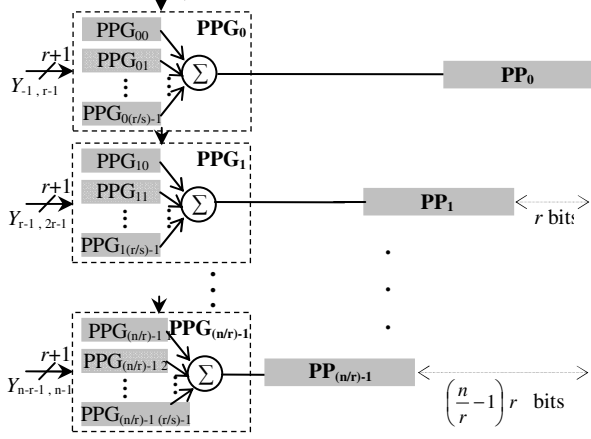 PPG₀₀ PPG₀
r+1 PPG₀₁
Y₋₁ , ᵣ₋₁ ∑ PP₀
PPG₀₍ᵣ/ₛ₎₋₁
PPG₁₀ PPG₁
r+1 PPG₁₁
Yᵣ₋₁ , ₂ᵣ₋₁ ∑ PP₁ r bits
PPG₁₍ᵣ/ₛ₎₋₁
PPG₍ₙ/ᵣ₎₋₁ ₁ PPG₍ₙ/ᵣ₎₋₁
r+1 PPG₍ₙ/ᵣ₎₋₁ ₂
Yₙ₋ᵣ₋₁ , ₙ₋₁ ∑ PP₍ₙ/ᵣ₎₋₁ (n/r −1) r bits
PPG₍ₙ/ᵣ₎₋₁ ₍ᵣ/ₛ₎₋₁